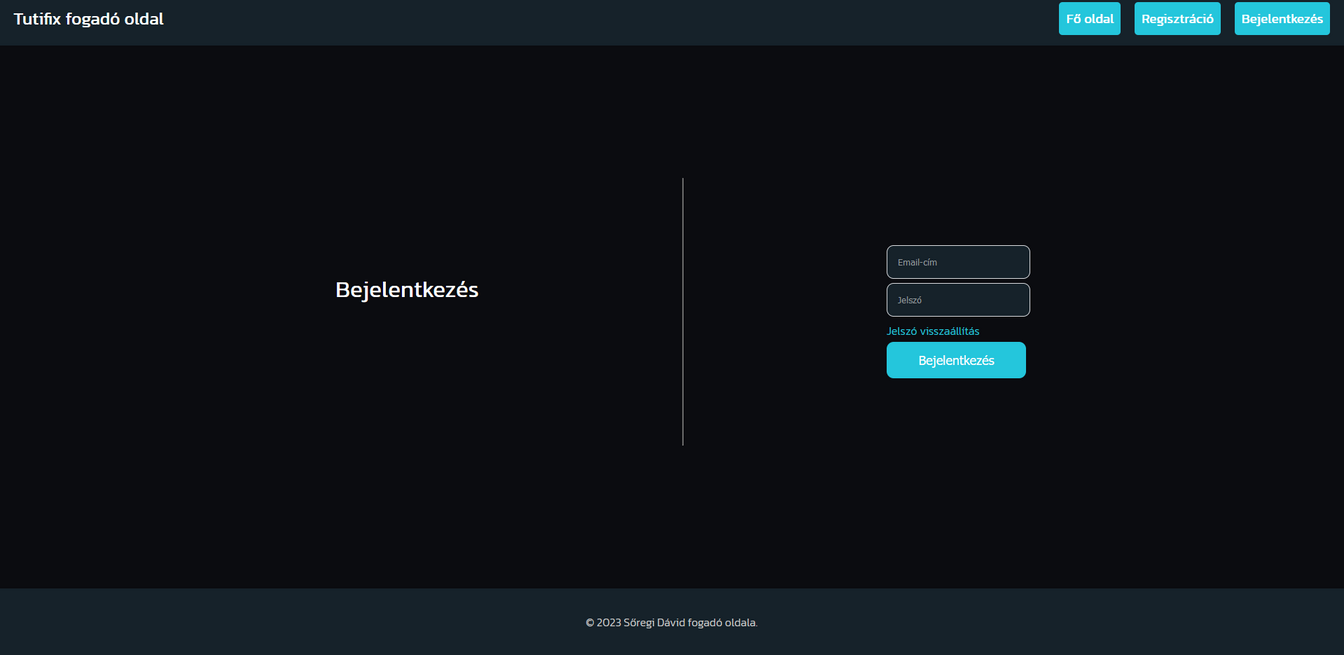 Tutifix fogadó oldal
Fő oldal
Regisztráció
Bejelentkezés
Bejelentkezés
Email-cím
Jelszó
Jelszó visszaállítás
Bejelentkezés
© 2023 Sőregi Dávid fogadó oldala.